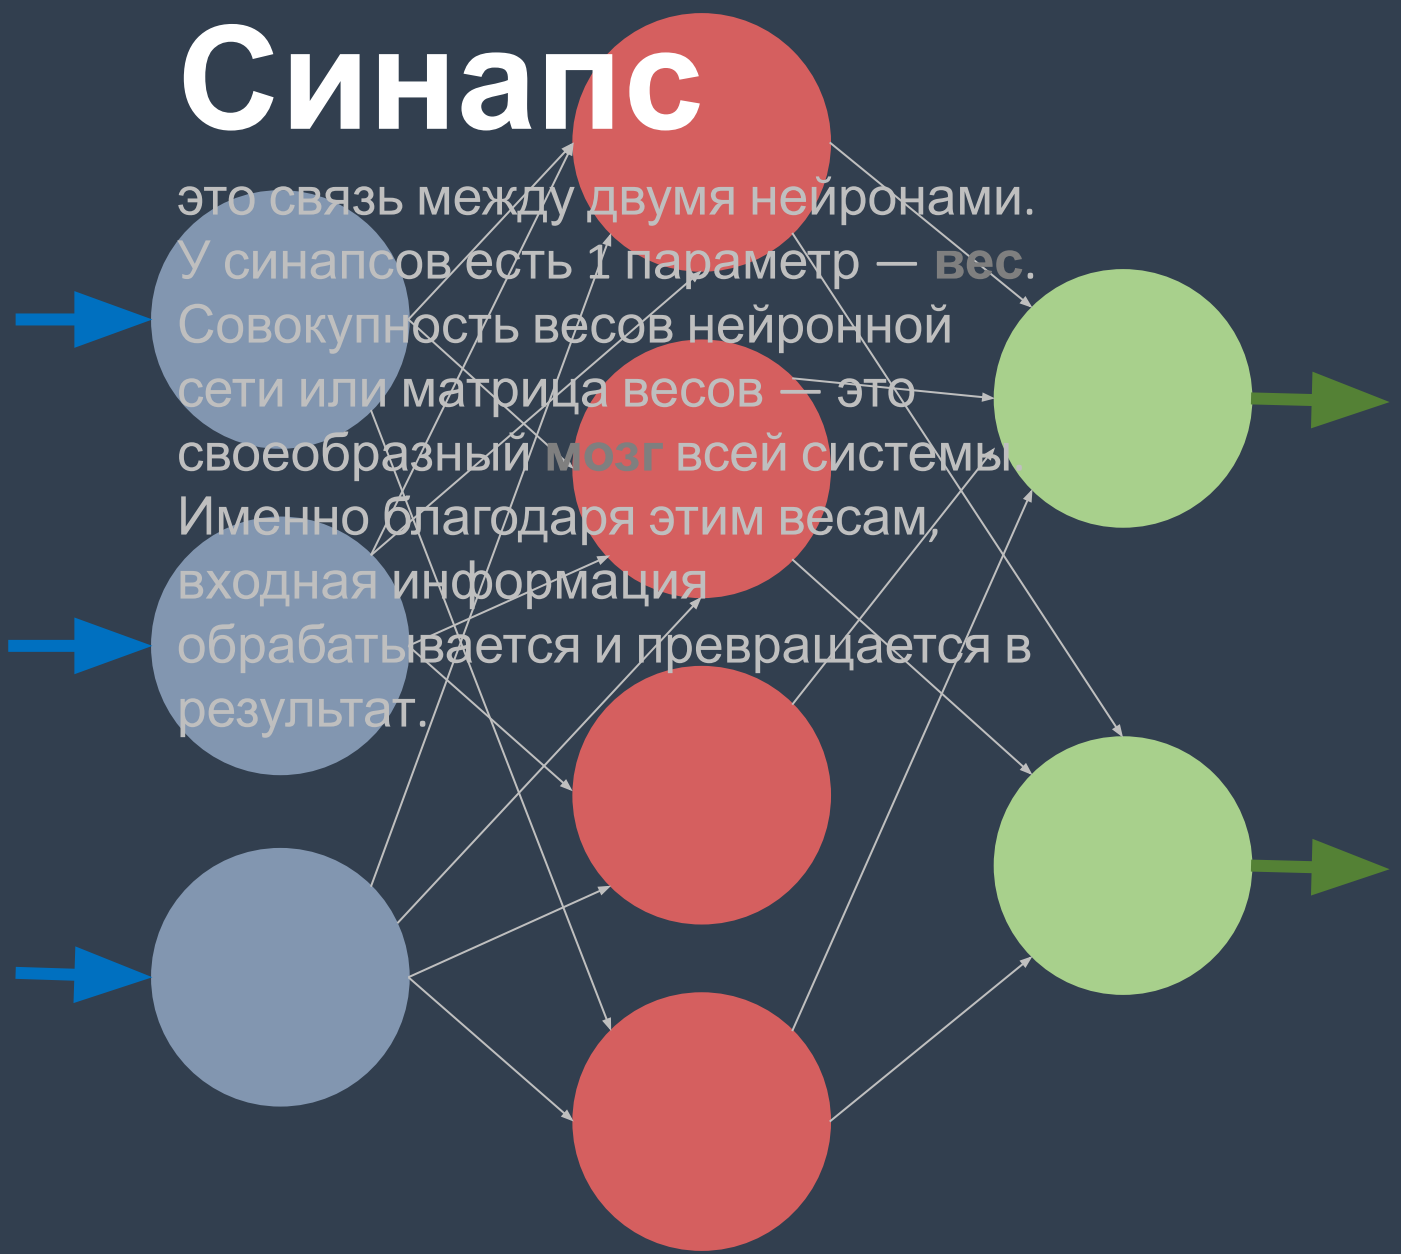 Синапс
это связь между двумя нейронами.
У синапсов есть 1 параметр — вес.
Совокупность весов нейронной
сети или матрица весов — это
своеобразный мозг всей системы.
Именно благодаря этим весам,
входная информация
обрабатывается и превращается в
результат.